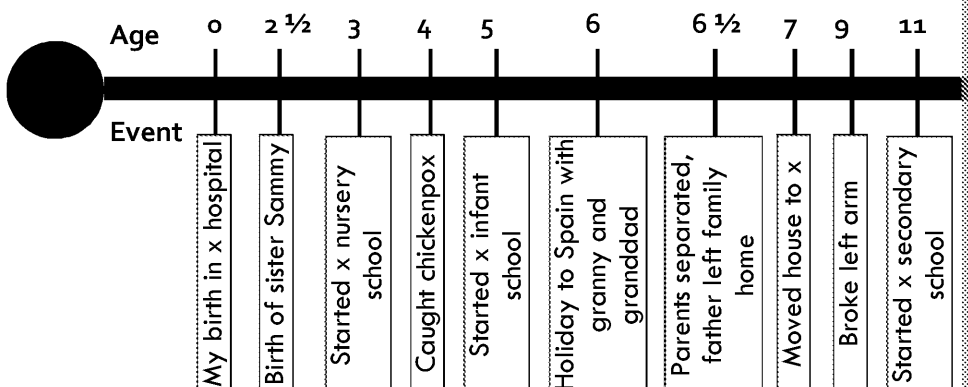 Age 0 2 ½ 3 4 5 6 6 ½ 7 9 11
Event
My birth in x hospital
Birth of sister Sammy
Started x nursery
school
Caught chickenpox
Started x infant
school
Holiday to Spain with
granny and
granddad
Parents separated,
father left family
home
Moved house to x
Broke left arm
Started x secondary
school